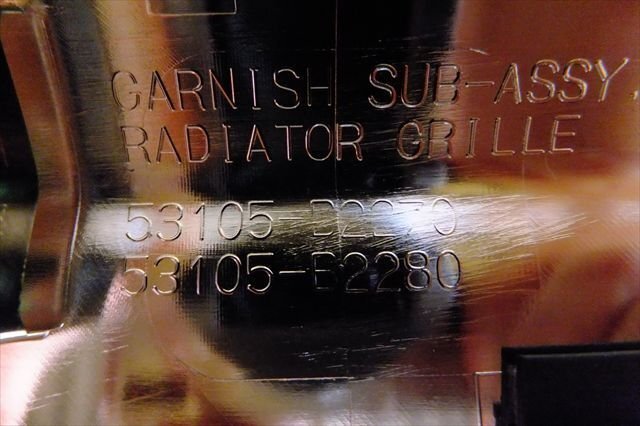 GARNISH SUB-ASSY,
RADIATOR GRILLE
53105-B2270
53105-B2280